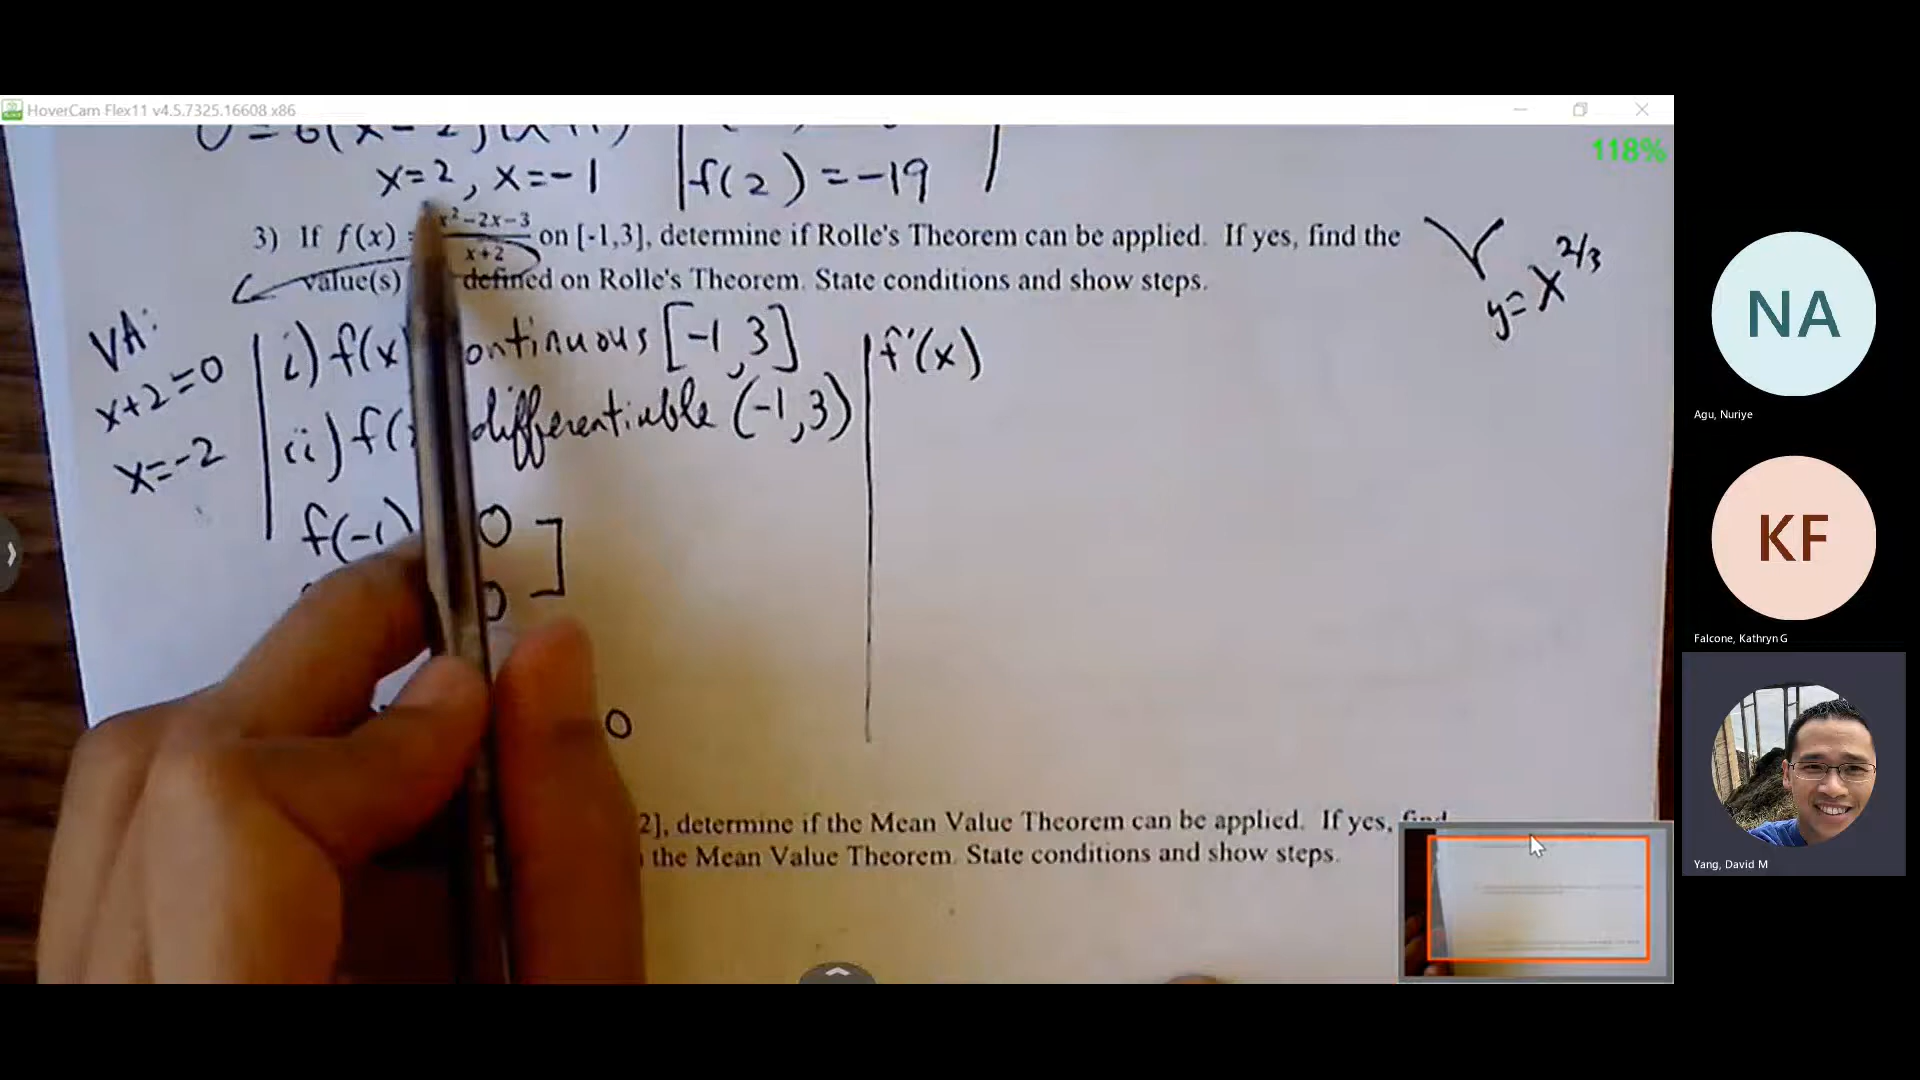 HoverCam Flex11 v4.5.7325.16608 x86
118%
x=2, x=-1
f(2)=-19
3) If f(x) = x²-2x-3 / x+2 on [-1,3], determine if Rolle's Theorem can be applied. If yes, find the
value(s) defined on Rolle's Theorem. State conditions and show steps.
y=x^2/3
VA:
x+2=0
x=-2
i) f(x) continuous [-1,3]
ii) f( differentiable (-1,3)
f(-1) 0
0
0
f'(x)
2], determine if the Mean Value Theorem can be applied. If yes, find
the Mean Value Theorem. State conditions and show steps.
NA
Agu, Nuriye
KF
Falcone, Kathryn G
Yang, David M